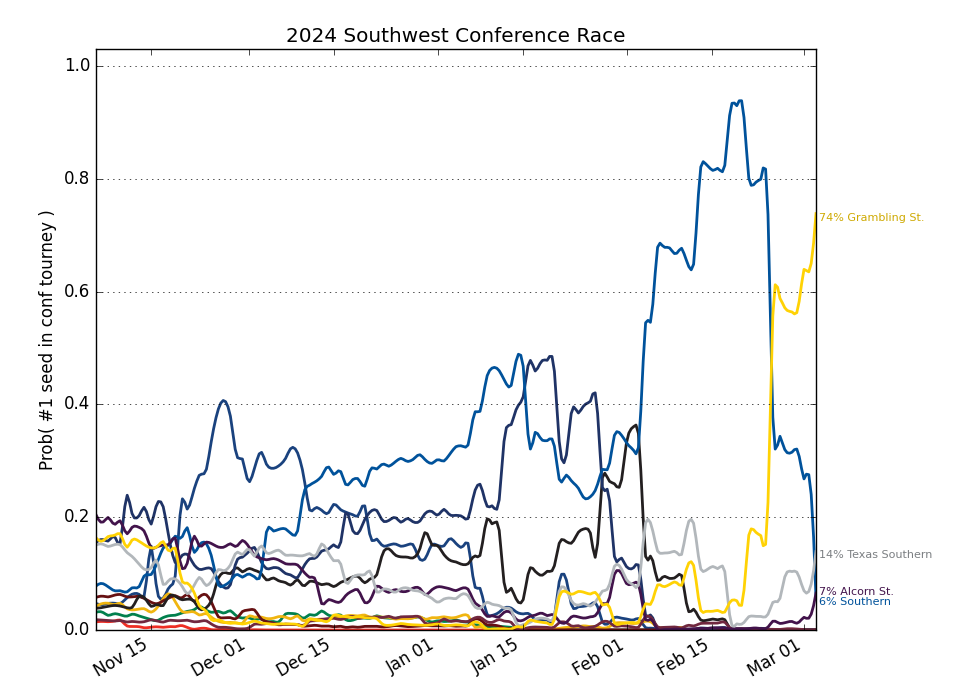 2024 Southwest Conference Race
Prob( #1 seed in conf tourney )
1.0
0.8
0.6
0.4
0.2
0.0
74% Grambling St.
14% Texas Southern
7% Alcorn St.
6% Southern
Nov 15
Dec 01
Dec 15
Jan 01
Jan 15
Feb 01
Feb 15
Mar 01